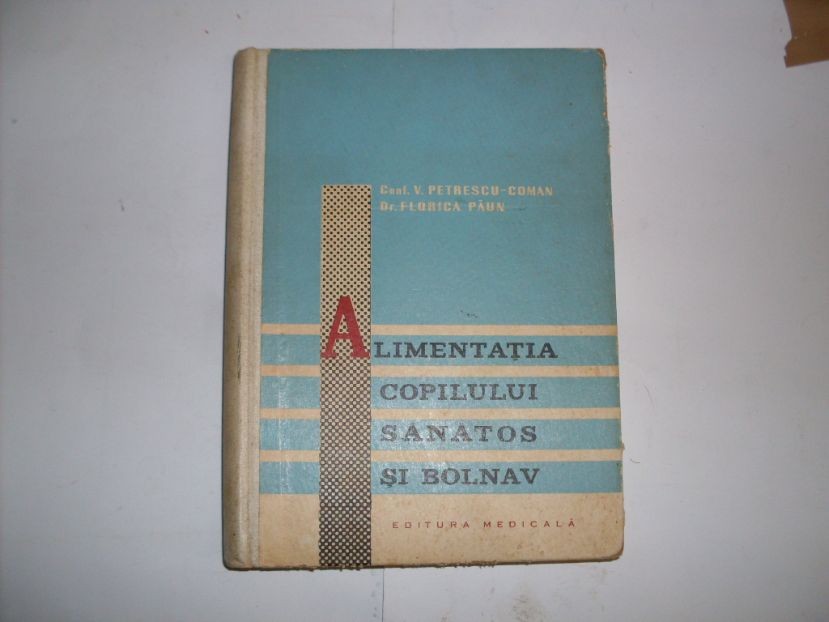 Conf. V. PETRESCU-COMAN
Dr. FLORICA PĂUN
ALIMENTAȚIA
COPILULUI
SANATOS
ȘI BOLNAV
EDITURA MEDICALĂ